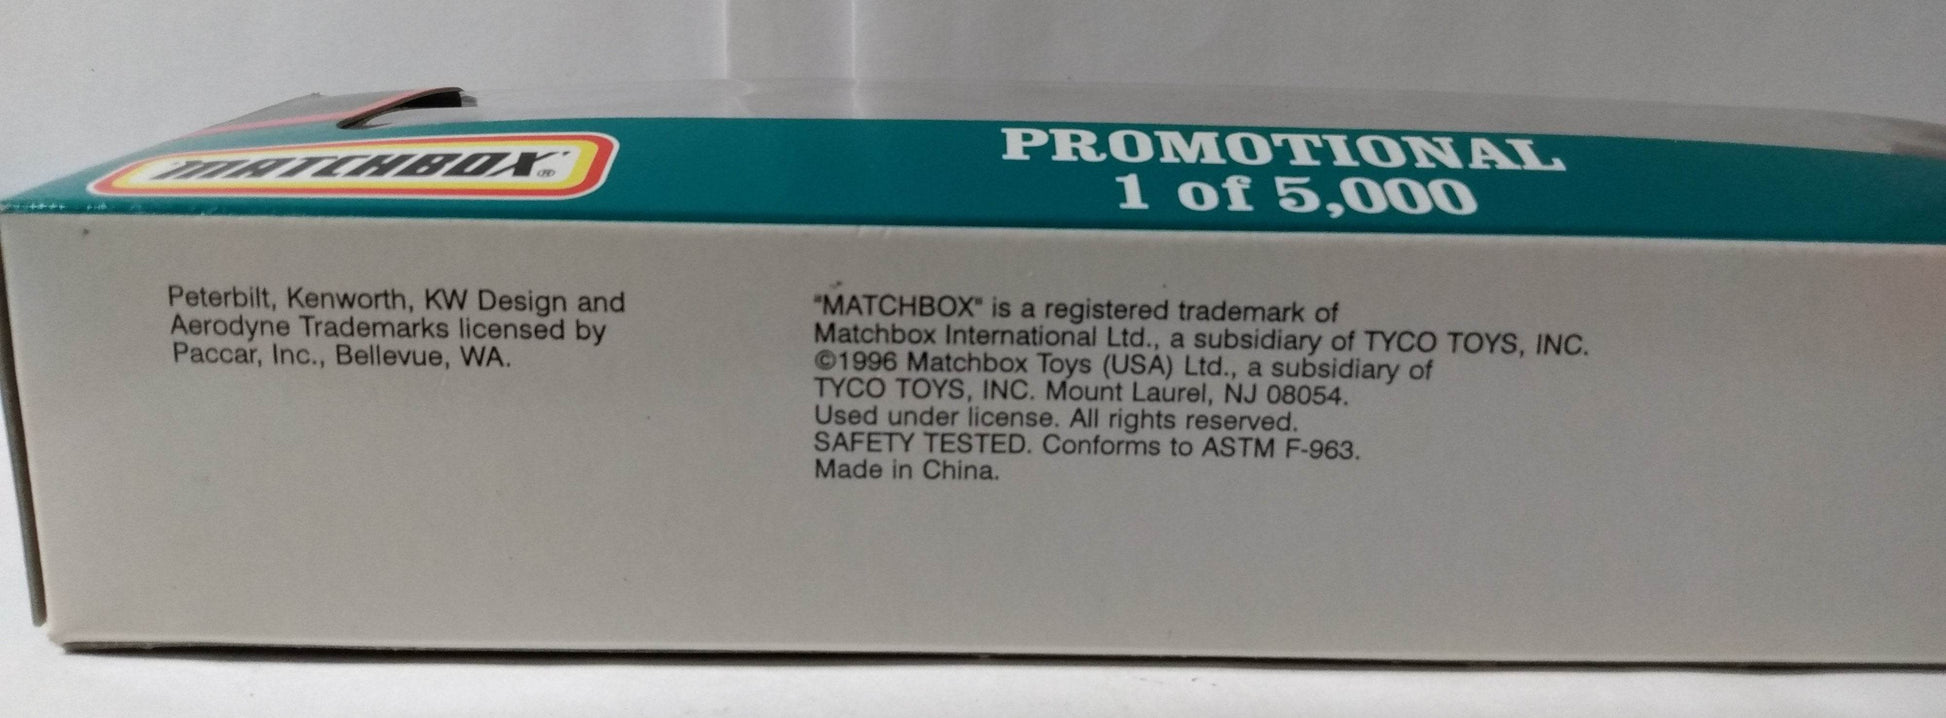 MATCHBOX®
PROMOTIONAL
1 of 5,000
Peterbilt, Kenworth, KW Design and
Aerodyne Trademarks licensed by
Paccar, Inc., Bellevue, WA.
"MATCHBOX" is a registered trademark of
Matchbox International Ltd., a subsidiary of TYCO TOYS, INC.
©1996 Matchbox Toys (USA) Ltd., a subsidiary of
TYCO TOYS, INC. Mount Laurel, NJ 08054.
Used under license. All rights reserved.
SAFETY TESTED. Conforms to ASTM F-963.
Made in China.